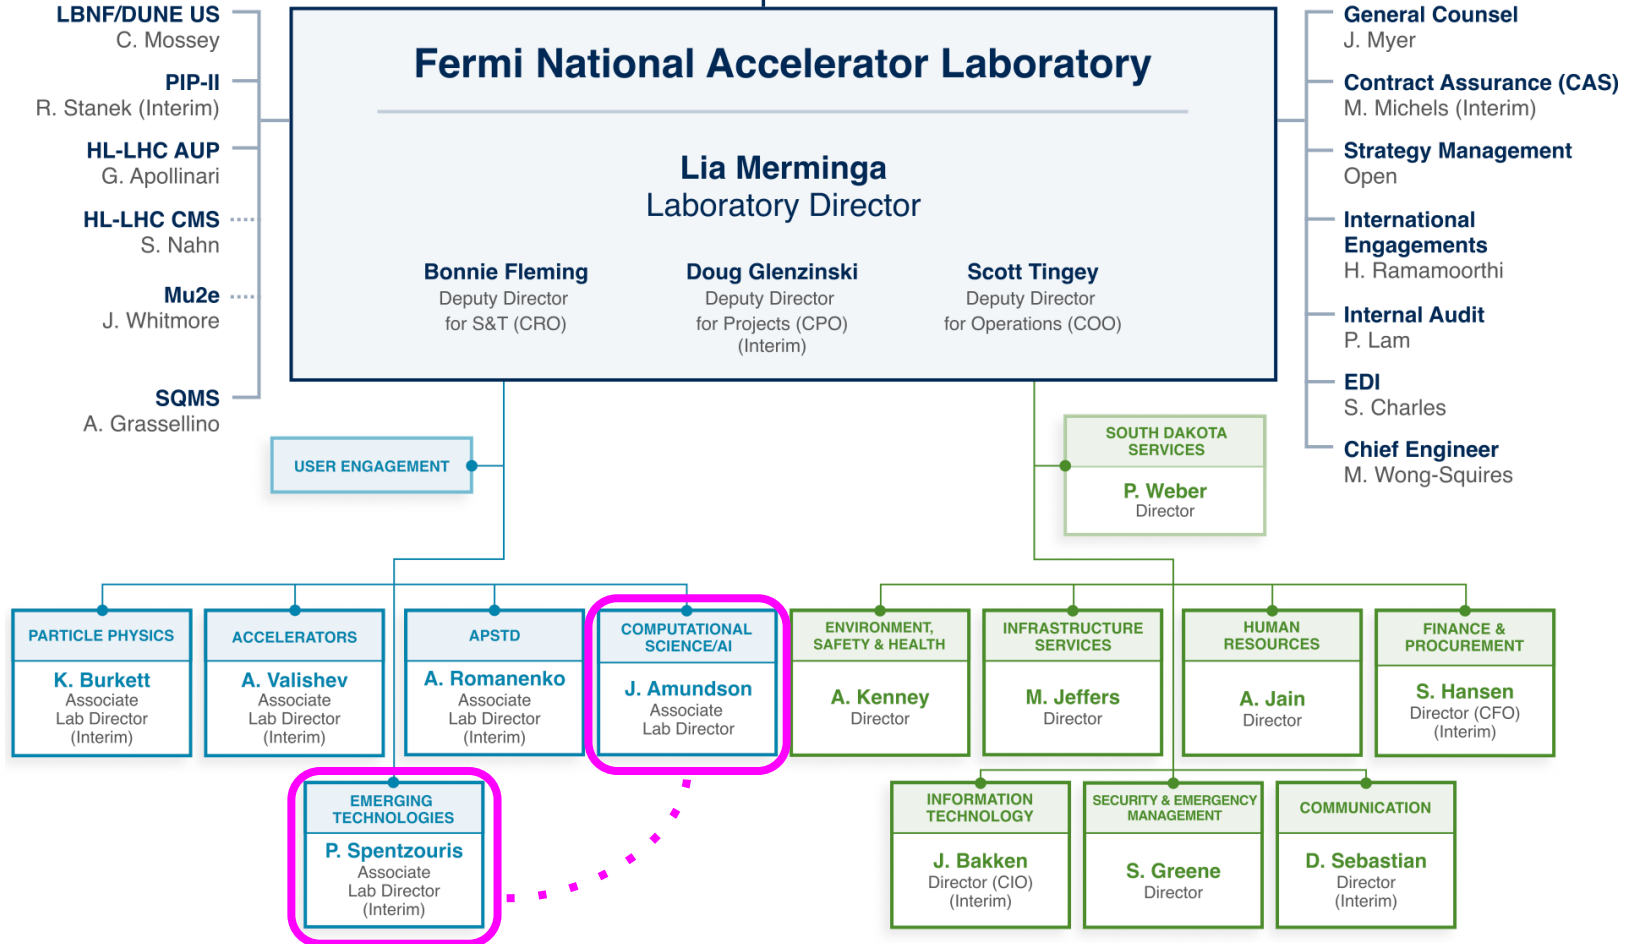 LBNF/DUNE US
C. Mossey
PIP-II
R. Stanek (Interim)
HL-LHC AUP
G. Apollinari
HL-LHC CMS
S. Nahn
Mu2e
J. Whitmore
SQMS
A. Grassellino
Fermi National Accelerator Laboratory
Lia Merminga
Laboratory Director
Bonnie Fleming
Deputy Director
for S&T (CRO)
Doug Glenzinski
Deputy Director
for Projects (CPO)
(Interim)
Scott Tingey
Deputy Director
for Operations (COO)
General Counsel
J. Myer
Contract Assurance (CAS)
M. Michels (Interim)
Strategy Management
Open
International
Engagements
H. Ramamoorthi
Internal Audit
P. Lam
EDI
S. Charles
Chief Engineer
M. Wong-Squires
USER ENGAGEMENT
SOUTH DAKOTA
SERVICES
P. Weber
Director
PARTICLE PHYSICS
K. Burkett
Associate
Lab Director
(Interim)
ACCELERATORS
A. Valishev
Associate
Lab Director
(Interim)
APSTD
A. Romanenko
Associate
Lab Director
(Interim)
COMPUTATIONAL
SCIENCE/AI
J. Amundson
Associate
Lab Director
ENVIRONMENT,
SAFETY & HEALTH
A. Kenney
Director
INFRASTRUCTURE
SERVICES
M. Jeffers
Director
HUMAN
RESOURCES
A. Jain
Director
FINANCE &
PROCUREMENT
S. Hansen
Director (CFO)
(Interim)
EMERGING
TECHNOLOGIES
P. Spentzouris
Associate
Lab Director
(Interim)
INFORMATION
TECHNOLOGY
J. Bakken
Director (CIO)
(Interim)
SECURITY & EMERGENCY
MANAGEMENT
S. Greene
Director
COMMUNICATION
D. Sebastian
Director
(Interim)